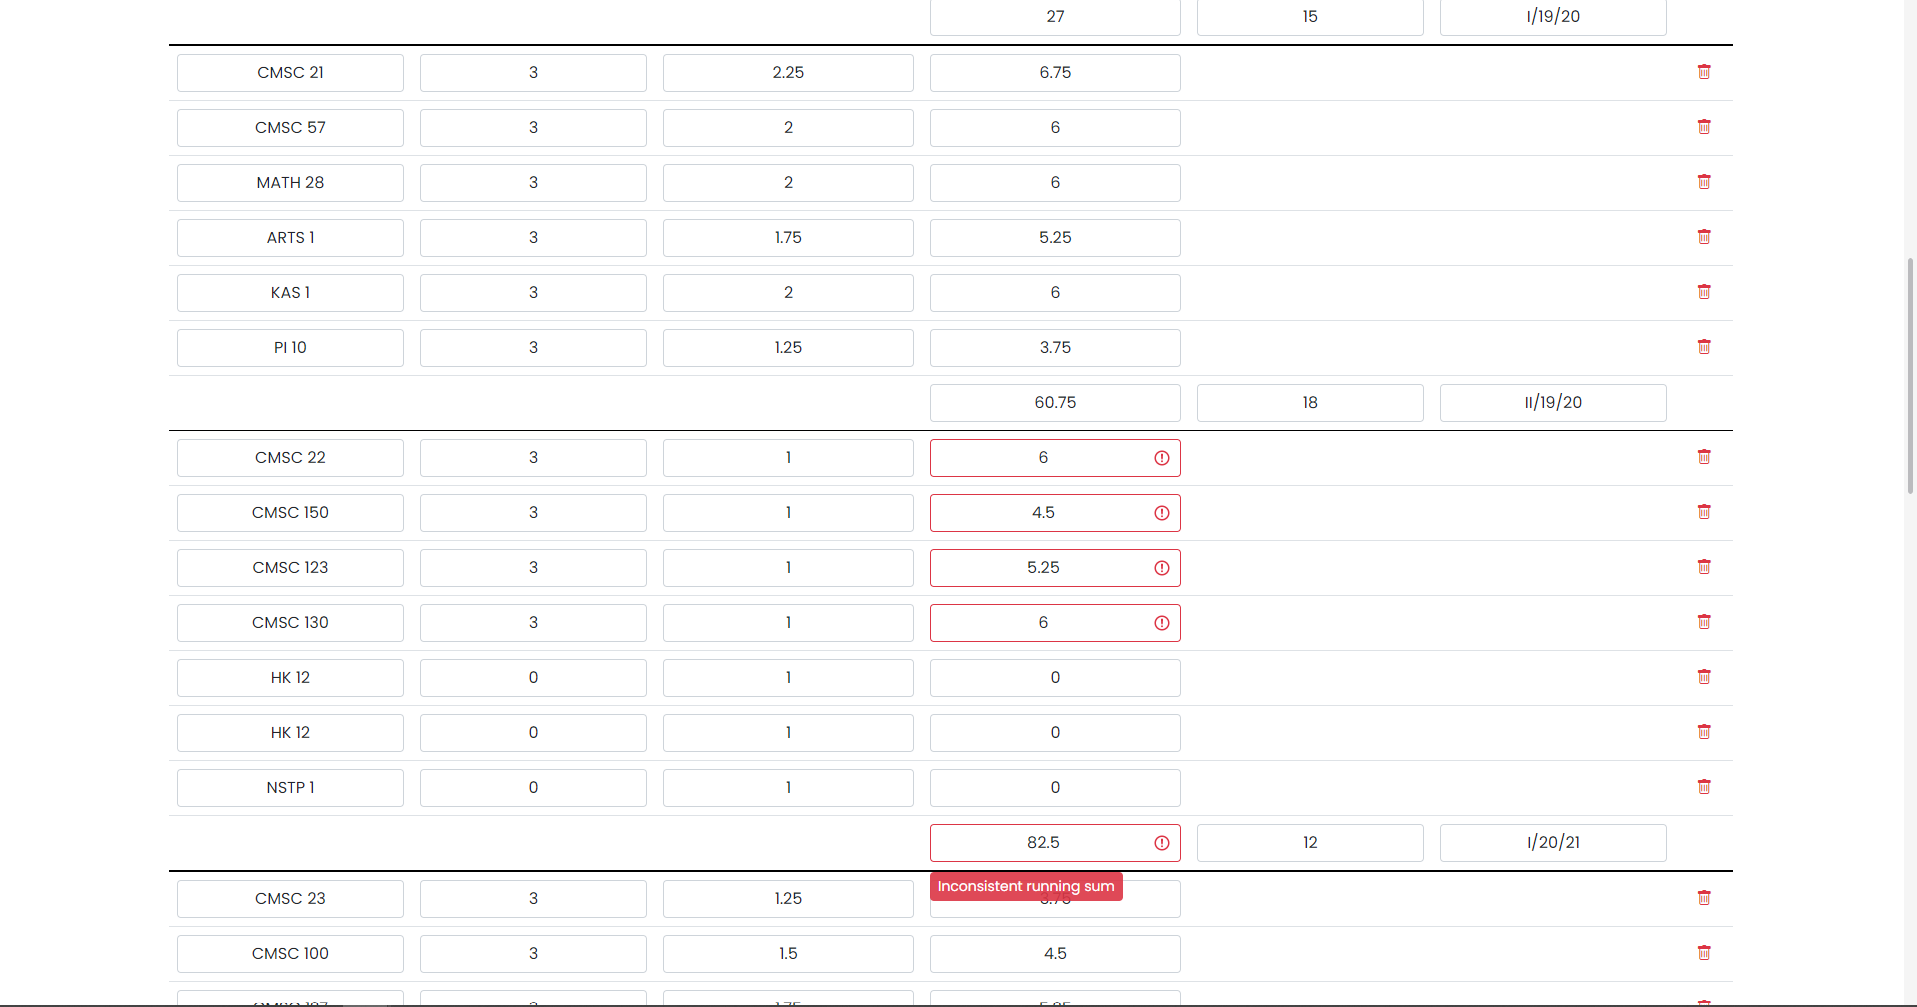 27 15 I/19/20
CMSC 21 3 2.25 6.75
CMSC 57 3 2 6
MATH 28 3 2 6
ARTS 1 3 1.75 5.25
KAS 1 3 2 6
PI 10 3 1.25 3.75
60.75 18 II/19/20
CMSC 22 3 1 6
CMSC 150 3 1 4.5
CMSC 123 3 1 5.25
CMSC 130 3 1 6
HK 12 0 1 0
HK 12 0 1 0
NSTP 1 0 1 0
82.5 12 I/20/21
Inconsistent running sum
CMSC 23 3 1.25 3.75
CMSC 100 3 1.5 4.5